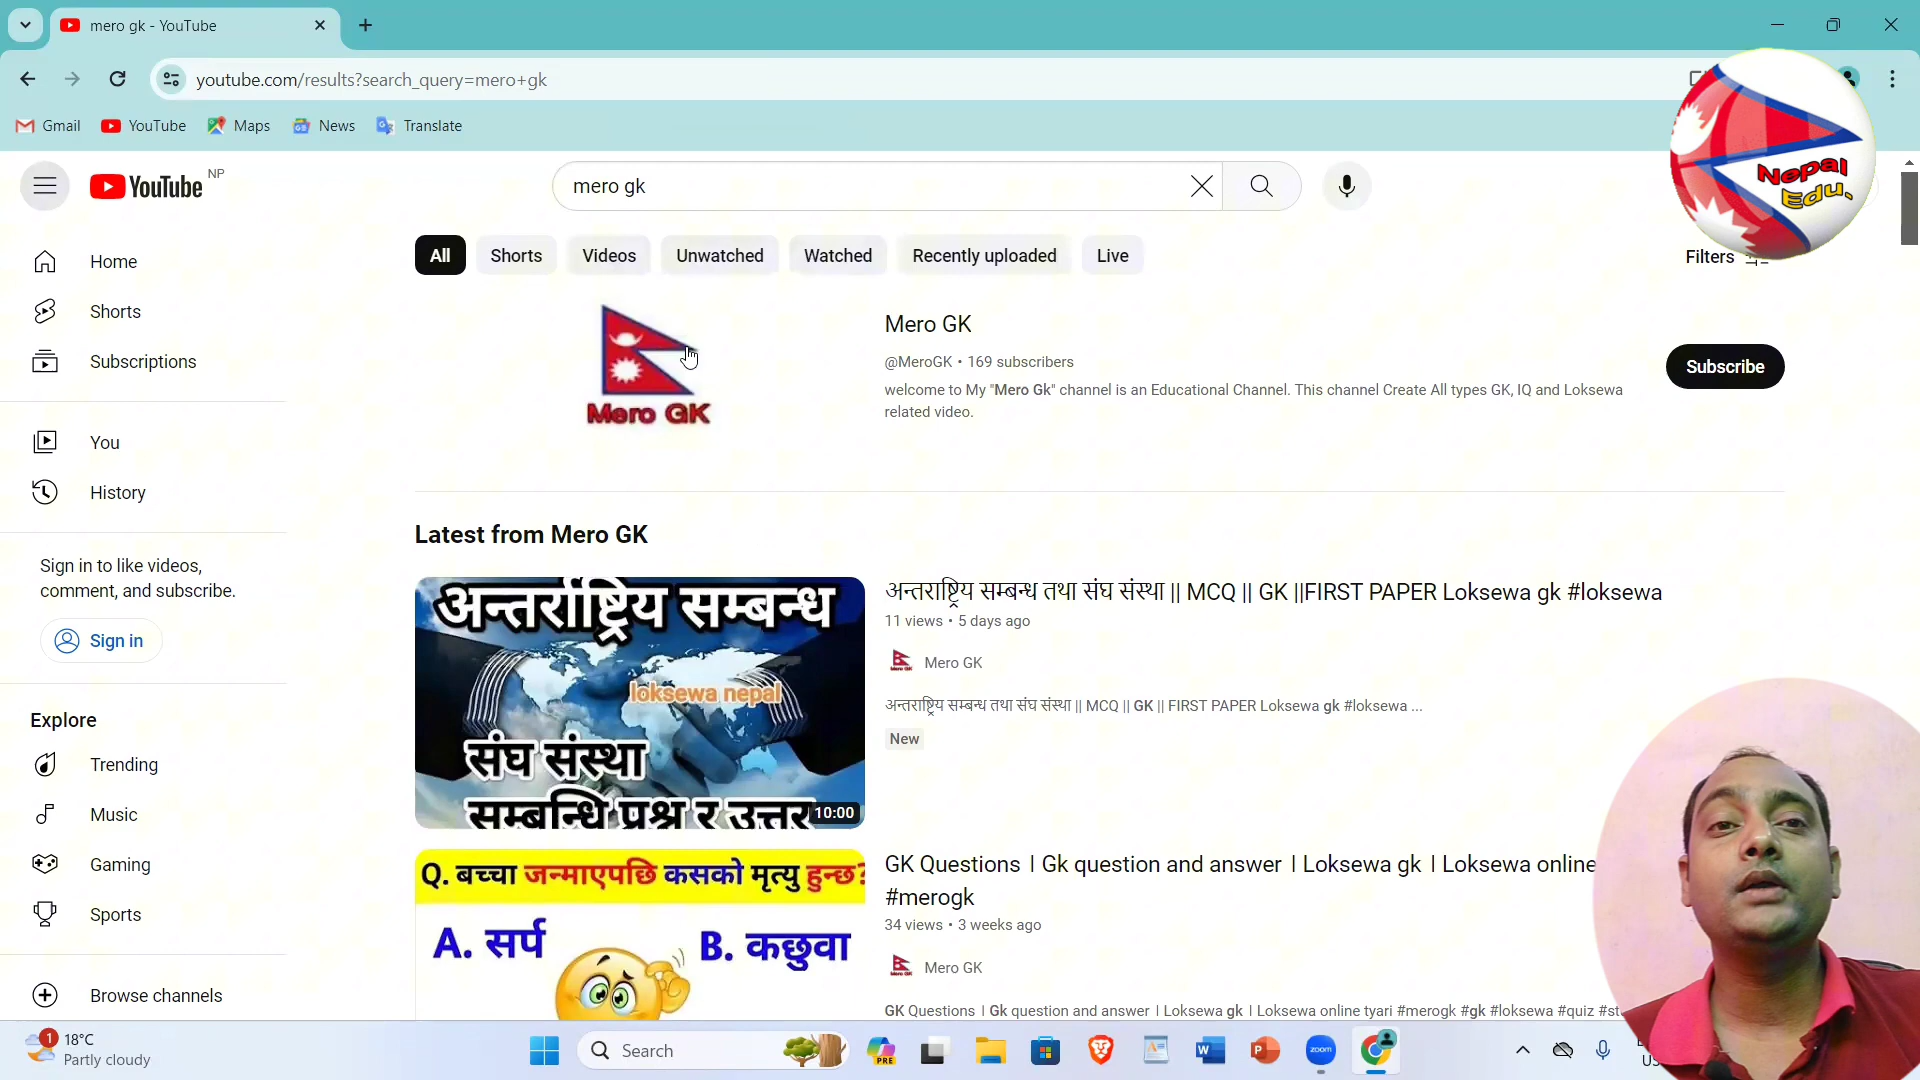 mero gk - YouTube
youtube.com/results?search_query=mero+gk
Gmail
YouTube
Maps
News
Translate
Nepal
Edu.
YouTube NP
mero gk
All
Shorts
Videos
Unwatched
Watched
Recently uploaded
Live
Filters
Home
Shorts
Subscriptions
You
History
Sign in to like videos,
comment, and subscribe.
Sign in
Explore
Trending
Music
Gaming
Sports
Browse channels
Mero GK
Mero GK
@MeroGK • 169 subscribers
welcome to My "Mero Gk" channel is an Educational Channel. This channel Create All types GK, IQ and Loksewa
related video.
Subscribe
Latest from Mero GK
अन्तर्राष्ट्रिय सम्बन्ध
loksewa nepal
संघ संस्था
सम्बन्धि प्रश्न र उत्तर
10:00
अन्तराष्ट्रिय सम्बन्ध तथा संघ संस्था || MCQ || GK ||FIRST PAPER Loksewa gk #loksewa
11 views • 5 days ago
Mero GK
अन्तराष्ट्रिय सम्बन्ध तथा संघ संस्था || MCQ || GK || FIRST PAPER Loksewa gk #loksewa ...
New
Q. बच्चा जन्माएपछि कसको मृत्यु हुन्छ?
A. सर्प
B. कछुवा
GK Questions । Gk question and answer । Loksewa gk । Loksewa online
#merogk
34 views • 3 weeks ago
Mero GK
GK Questions । Gk question and answer । Loksewa gk । Loksewa online tyari #merogk #gk #loksewa #quiz
1
18°C
Partly cloudy
Search
PRE
zoom